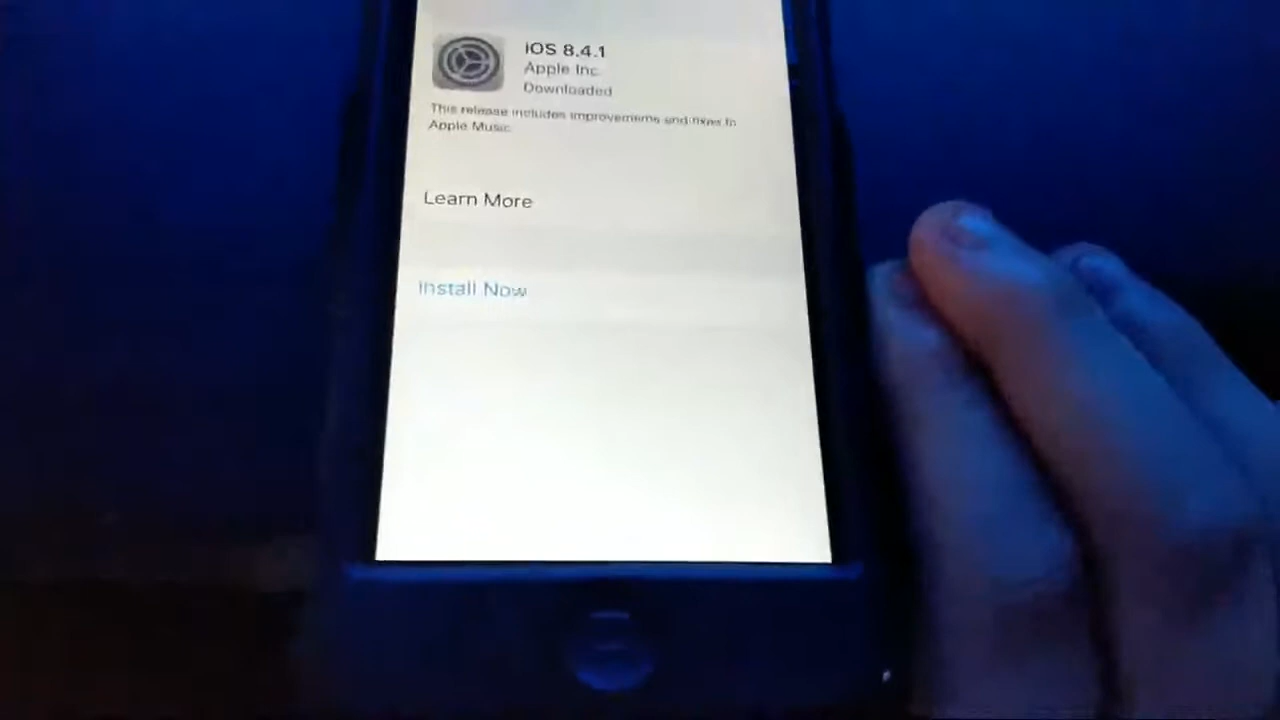 iOS 8.4.1
Apple Inc.
Downloaded
This release includes improvements and fixes to
Apple Music.
Learn More
Install Now